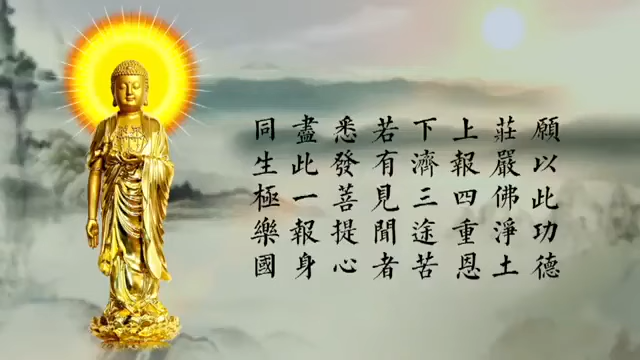 願以此功德
莊嚴佛淨土
上報四重恩
下濟三途苦
若有見聞者
悉發菩提心
盡此一報身
同生極樂國